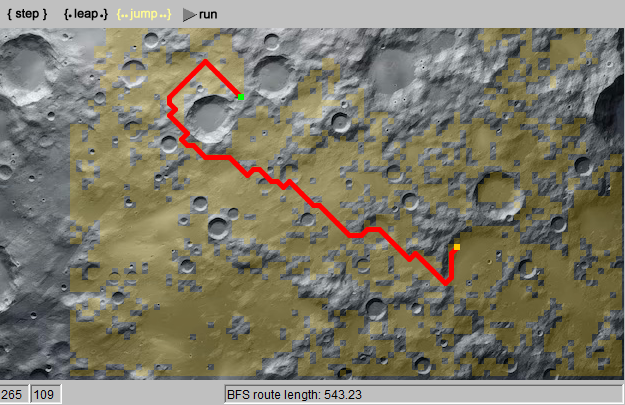 { step } {. leap.} {.. jump ..} run
265 109 BFS route length: 543.23